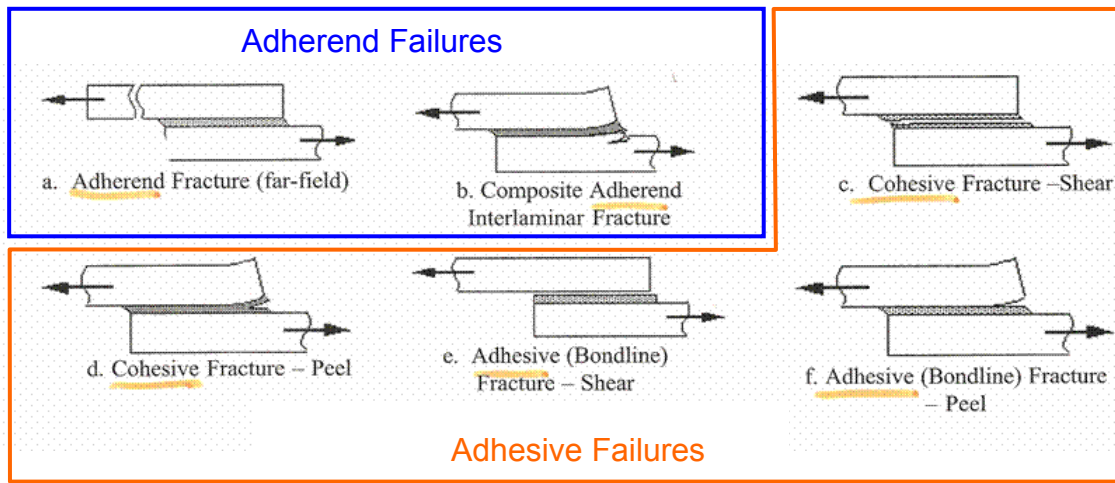 Adherend Failures
a. Adherend Fracture (far-field)
b. Composite Adherend
Interlaminar Fracture
c. Cohesive Fracture –Shear
d. Cohesive Fracture – Peel
e. Adhesive (Bondline)
Fracture – Shear
f. Adhesive (Bondline) Fracture
– Peel
Adhesive Failures